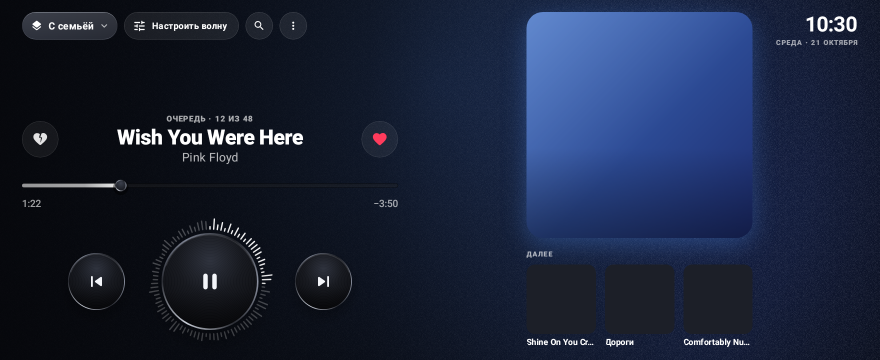 С семьёй
Настроить волну
10:30
СРЕДА · 21 ОКТЯБРЯ
ОЧЕРЕДЬ · 12 ИЗ 48
Wish You Were Here
Pink Floyd
1:22
−3:50
ДАЛЕЕ
Shine On You Cr...
Дороги
Comfortably Nu...